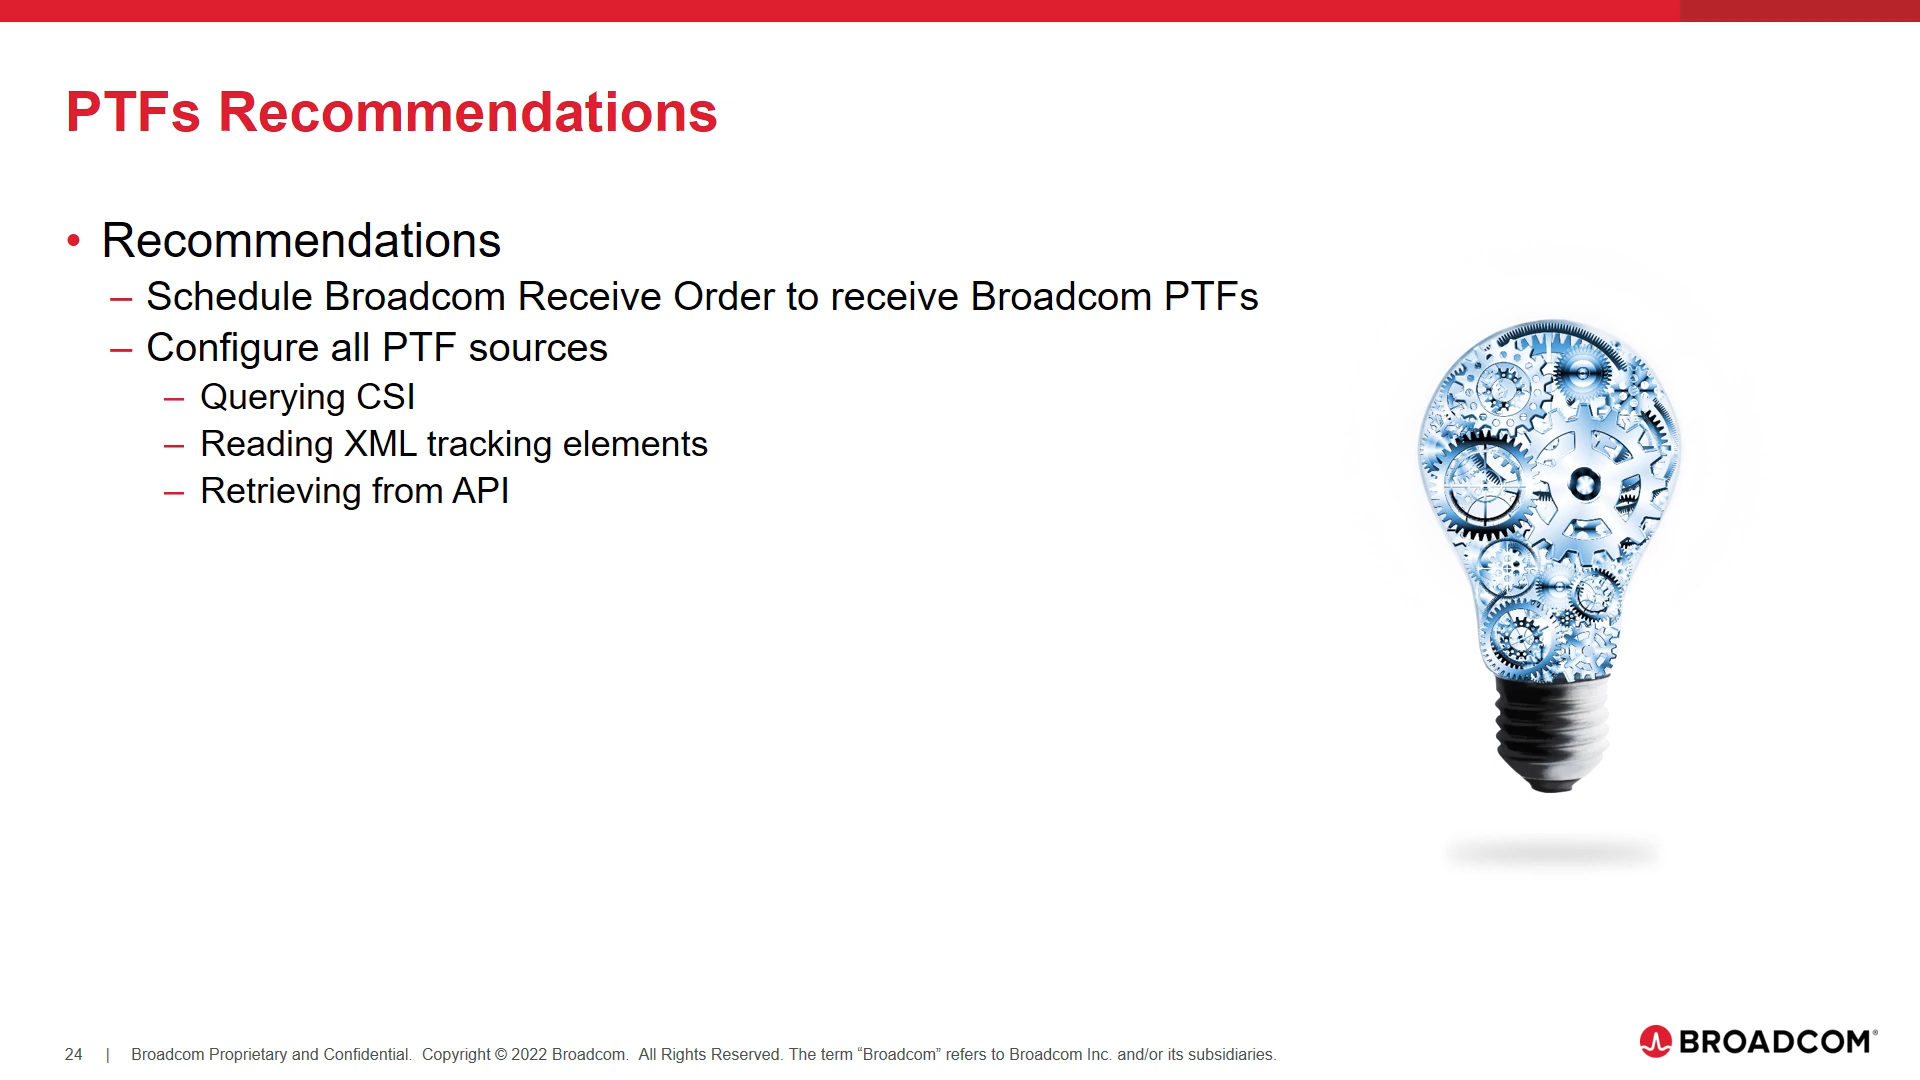 PTFs Recommendations
• Recommendations
– Schedule Broadcom Receive Order to receive Broadcom PTFs
– Configure all PTF sources
– Querying CSI
– Reading XML tracking elements
– Retrieving from API
24 | Broadcom Proprietary and Confidential. Copyright © 2022 Broadcom. All Rights Reserved. The term “Broadcom” refers to Broadcom Inc. and/or its subsidiaries.
BROADCOM®